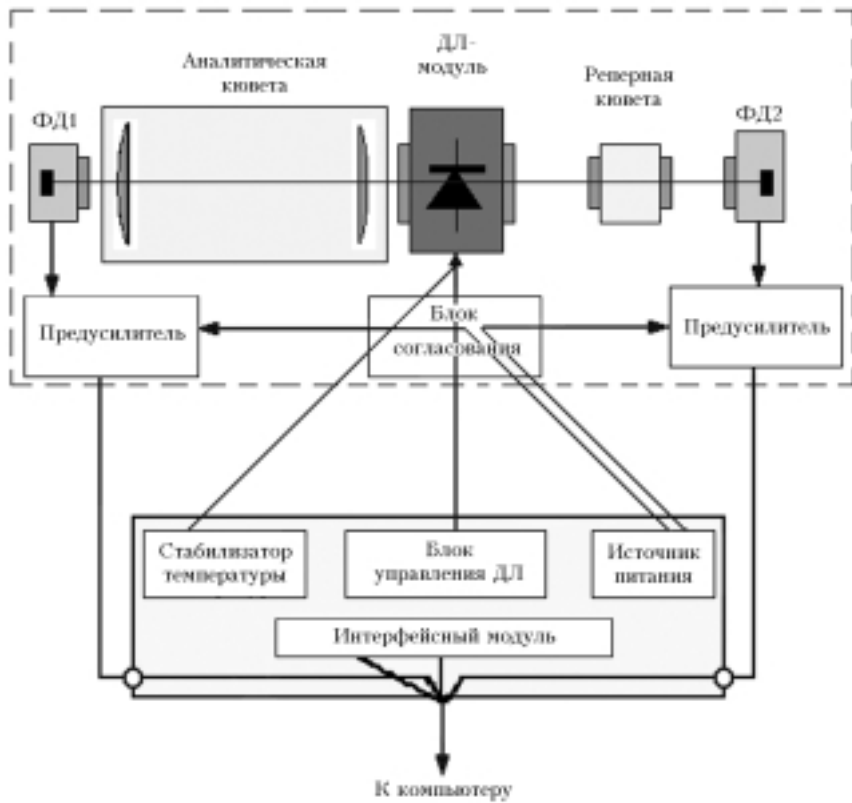 Аналитическая
кювета
ДЛ-
модуль
Реперная
кювета
ФД1
ФД2
Предусилитель
Блок
согласования
Предусилитель
Стабилизатор
температуры
Блок
управления ДЛ
Источник
питания
Интерфейсный модуль
К компьютеру